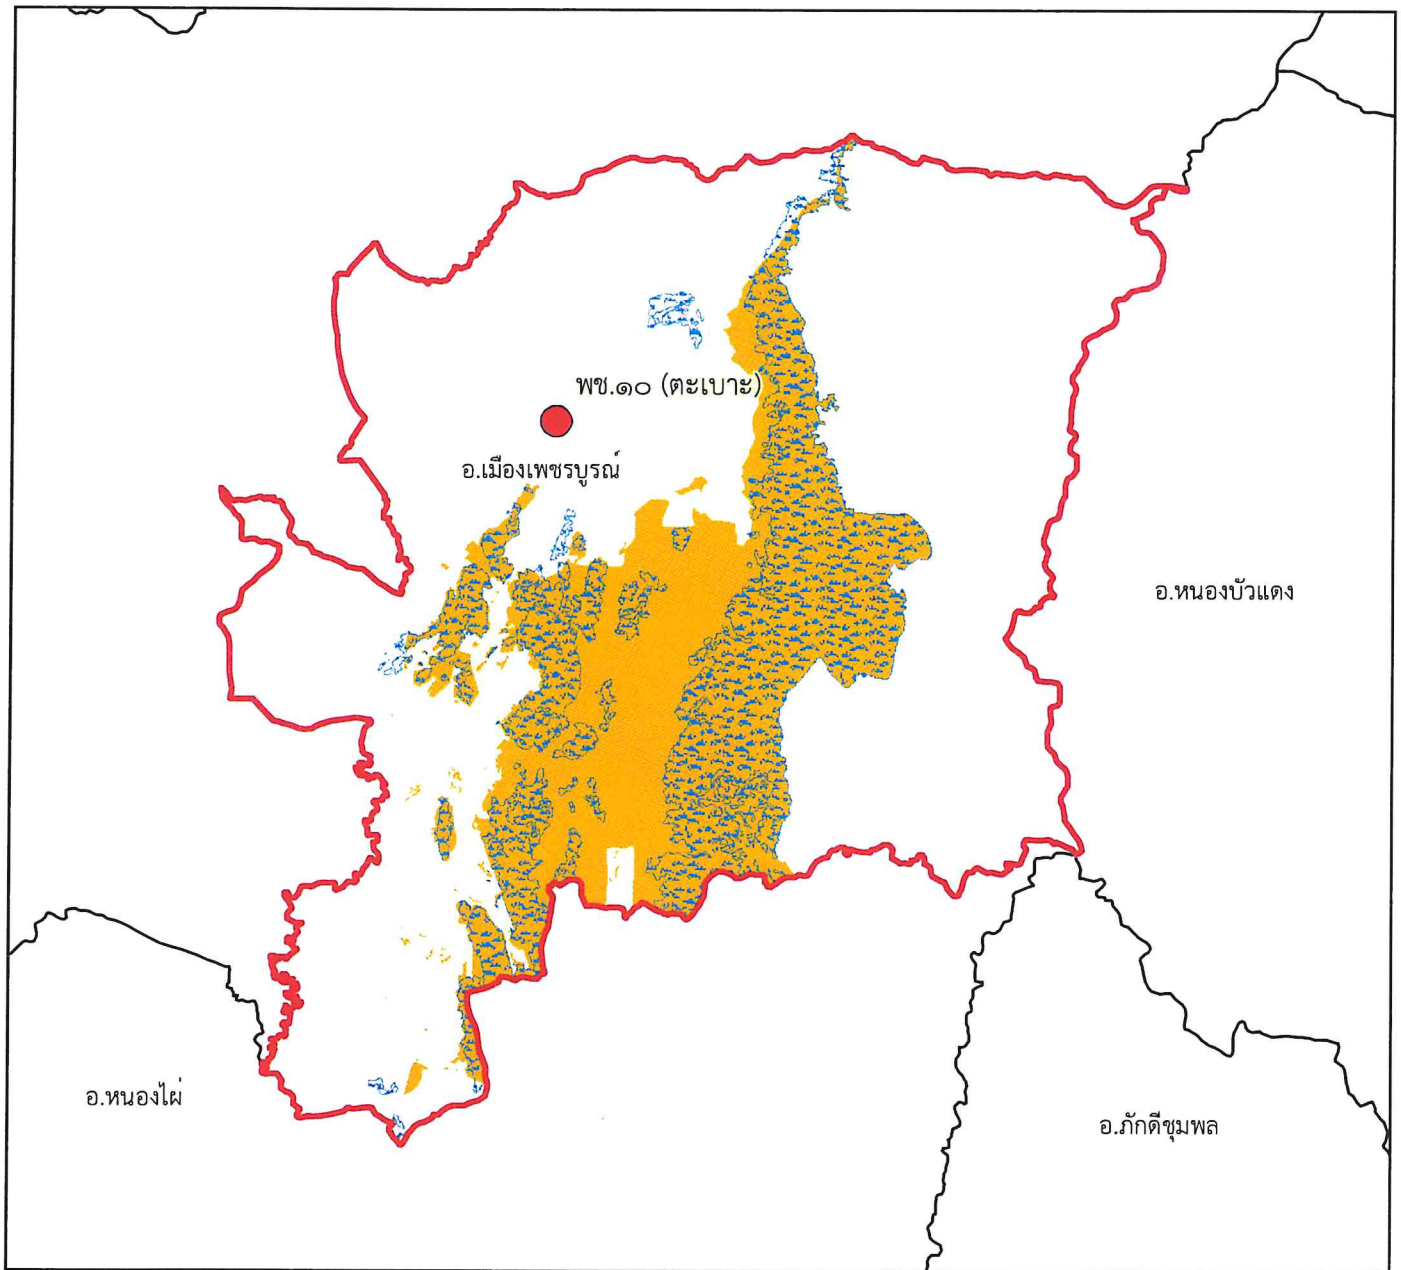 พช.๑๐ (ตะเบาะ)
อ.เมืองเพชรบูรณ์
อ.หนองบัวแดง
อ.หนองไผ่
อ.ภักดีชุมพล